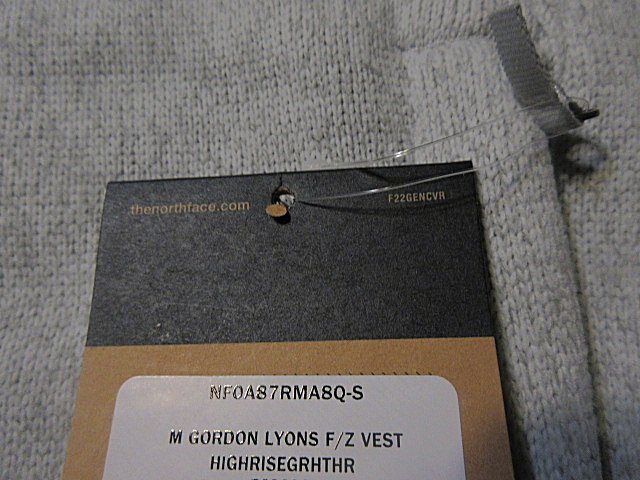 thenorthface.com
F22GENCVR
NF0A87RMA8Q-S
M GORDON LYONS F/Z VEST
HIGHRISEGRHTHR